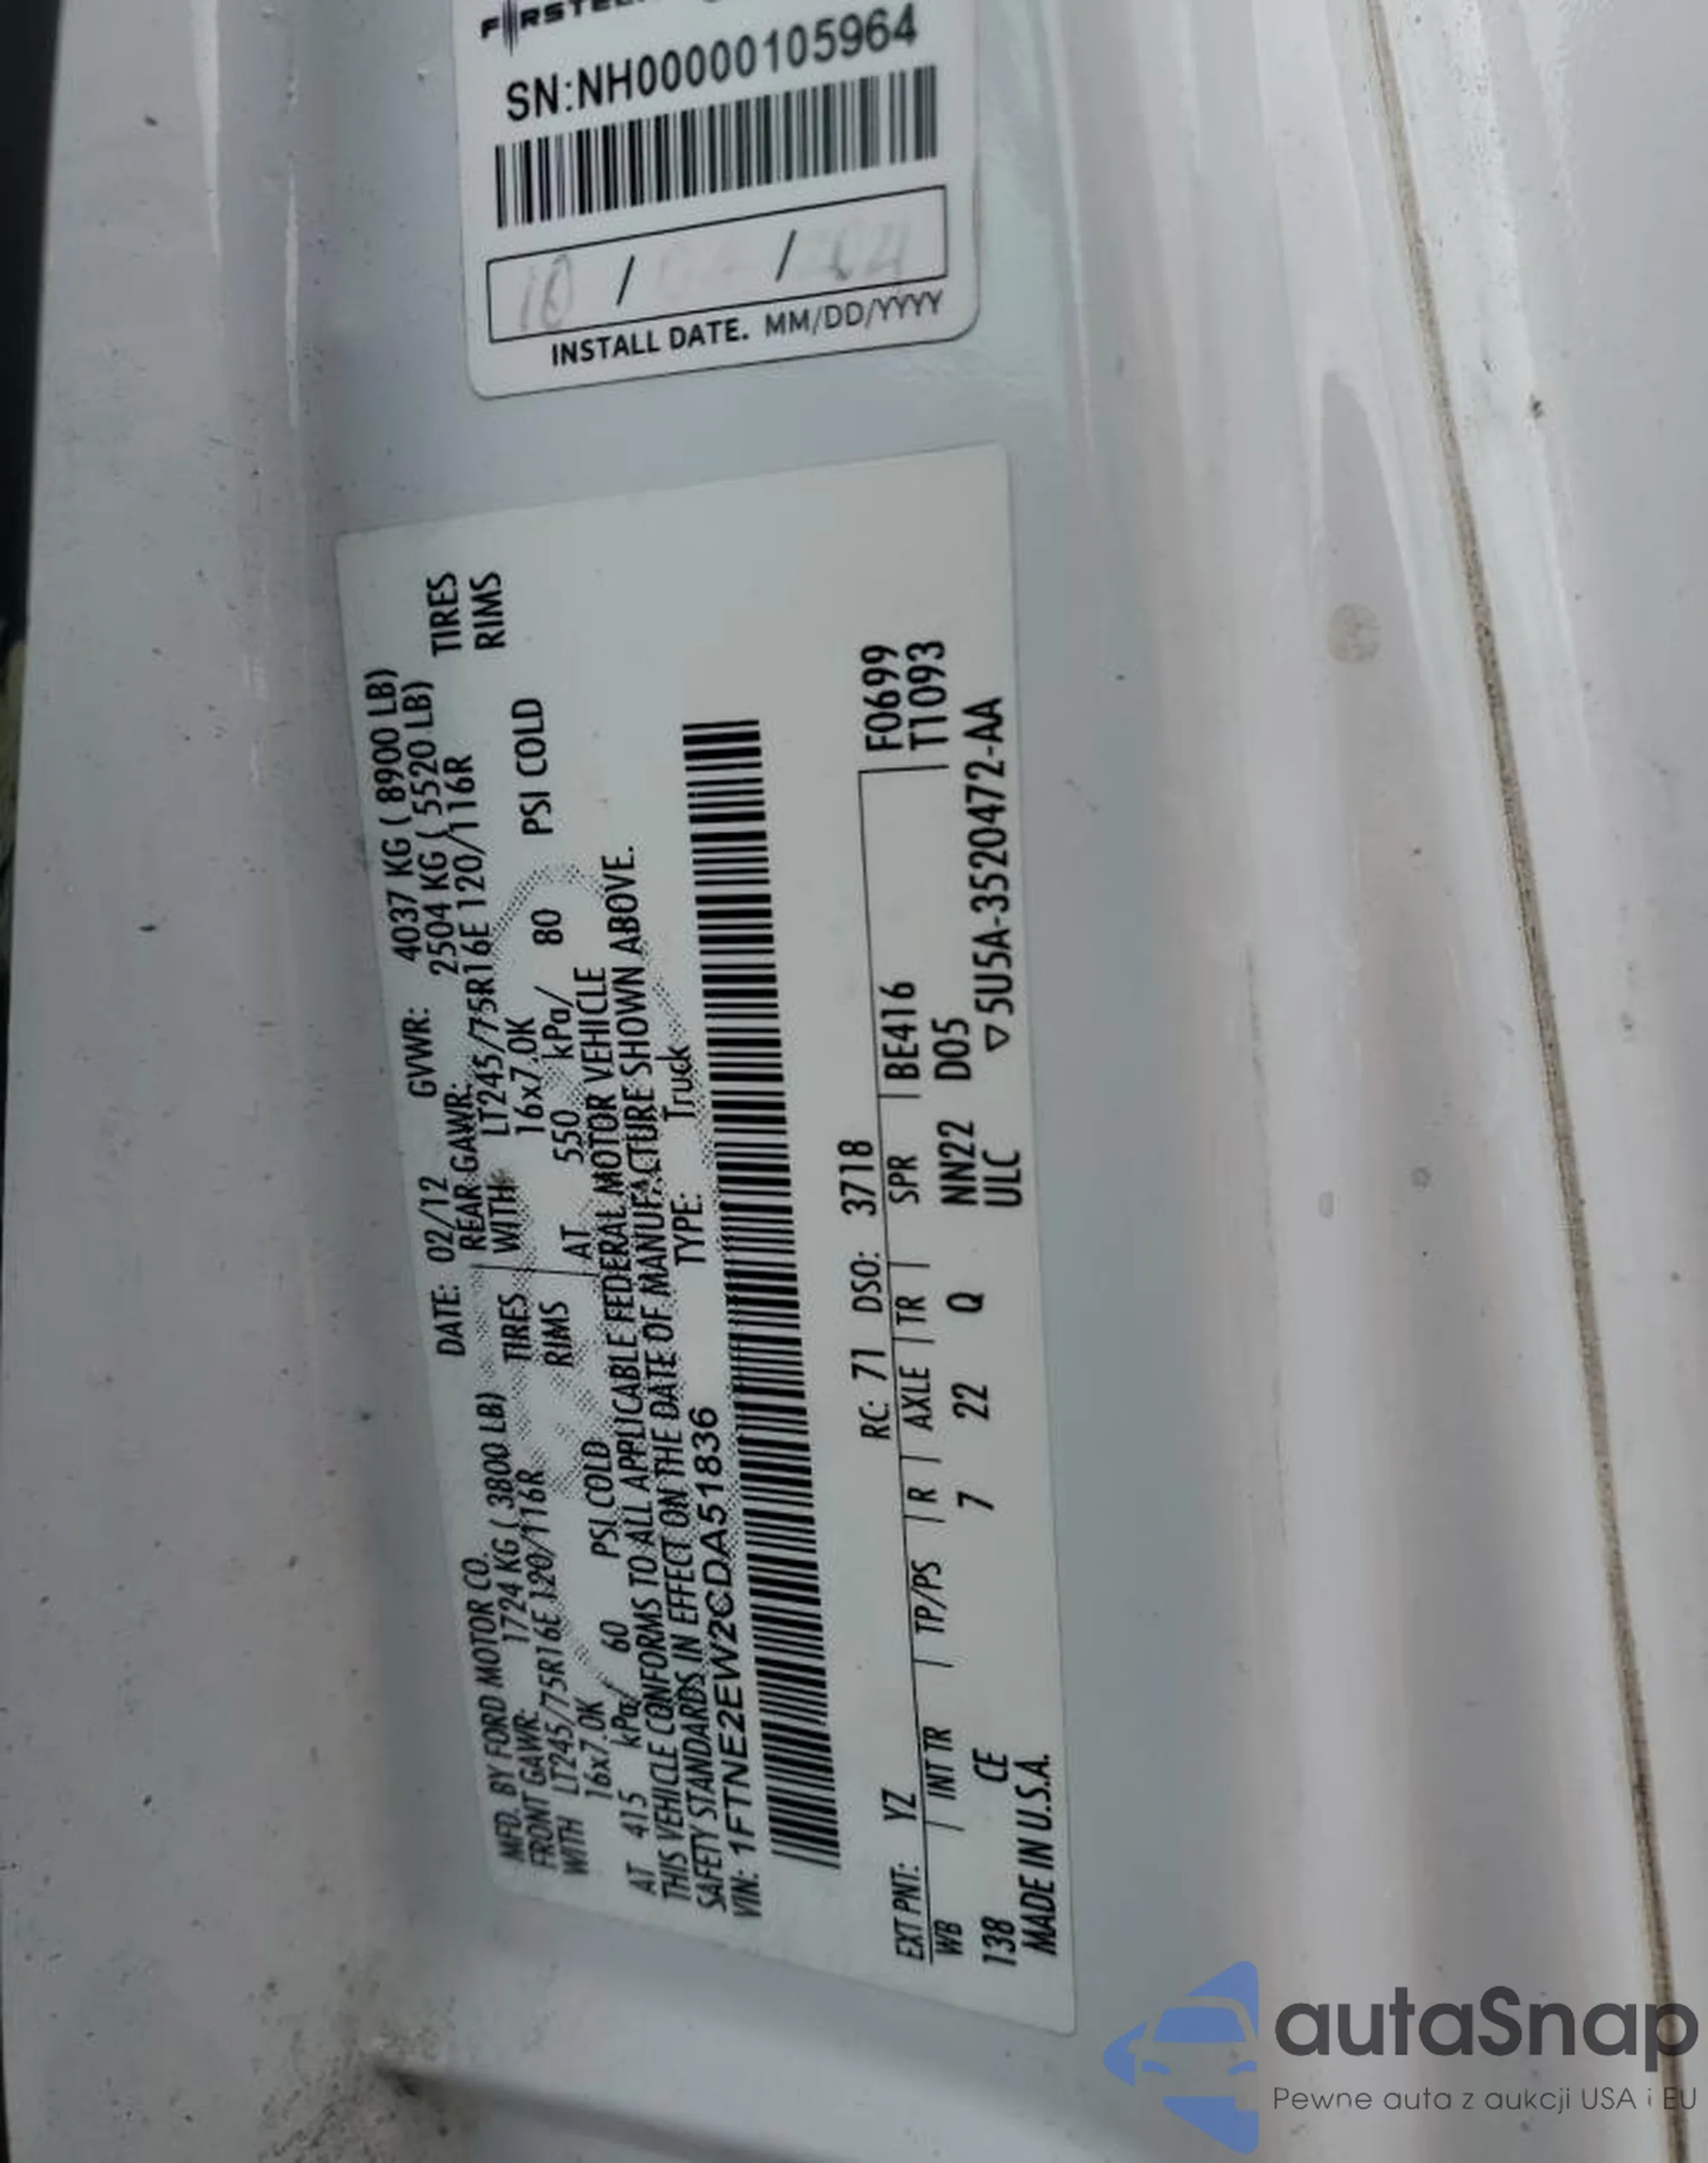 SN:NH00000105964
10 / /
INSTALL DATE. MM/DD/YYYY
MFD. BY FORD MOTOR CO. DATE: 02/12 GVWR: 4037 KG ( 8900 LB)
FRONT GAWR: 1724 KG ( 3800 LB) REAR GAWR: 2504 KG ( 5520 LB)
WITH LT245/75R16E 120/116R TIRES WITH LT245/75R16E 120/116R TIRES
16x7.0K RIMS 16x7.0K RIMS
AT 415 kPa/ 60 PSI COLD AT 550 kPa/ 80 PSI COLD
THIS VEHICLE CONFORMS TO ALL APPLICABLE FEDERAL MOTOR VEHICLE
SAFETY STANDARDS IN EFFECT ON THE DATE OF MANUFACTURE SHOWN ABOVE.
VIN: 1FTNE2EW2CDA51836 TYPE: Truck
EXT PNT: YZ RC: 71 DSO: 3718 F0699
WB INT TR TP/PS R AXLE TR SPR BE416 T1093
138 CE 7 22 Q NN22 D05
MADE IN U.S.A. ULC ▽5U5A-3520472-AA
autaSnap
Pewne auta z aukcji USA i EU